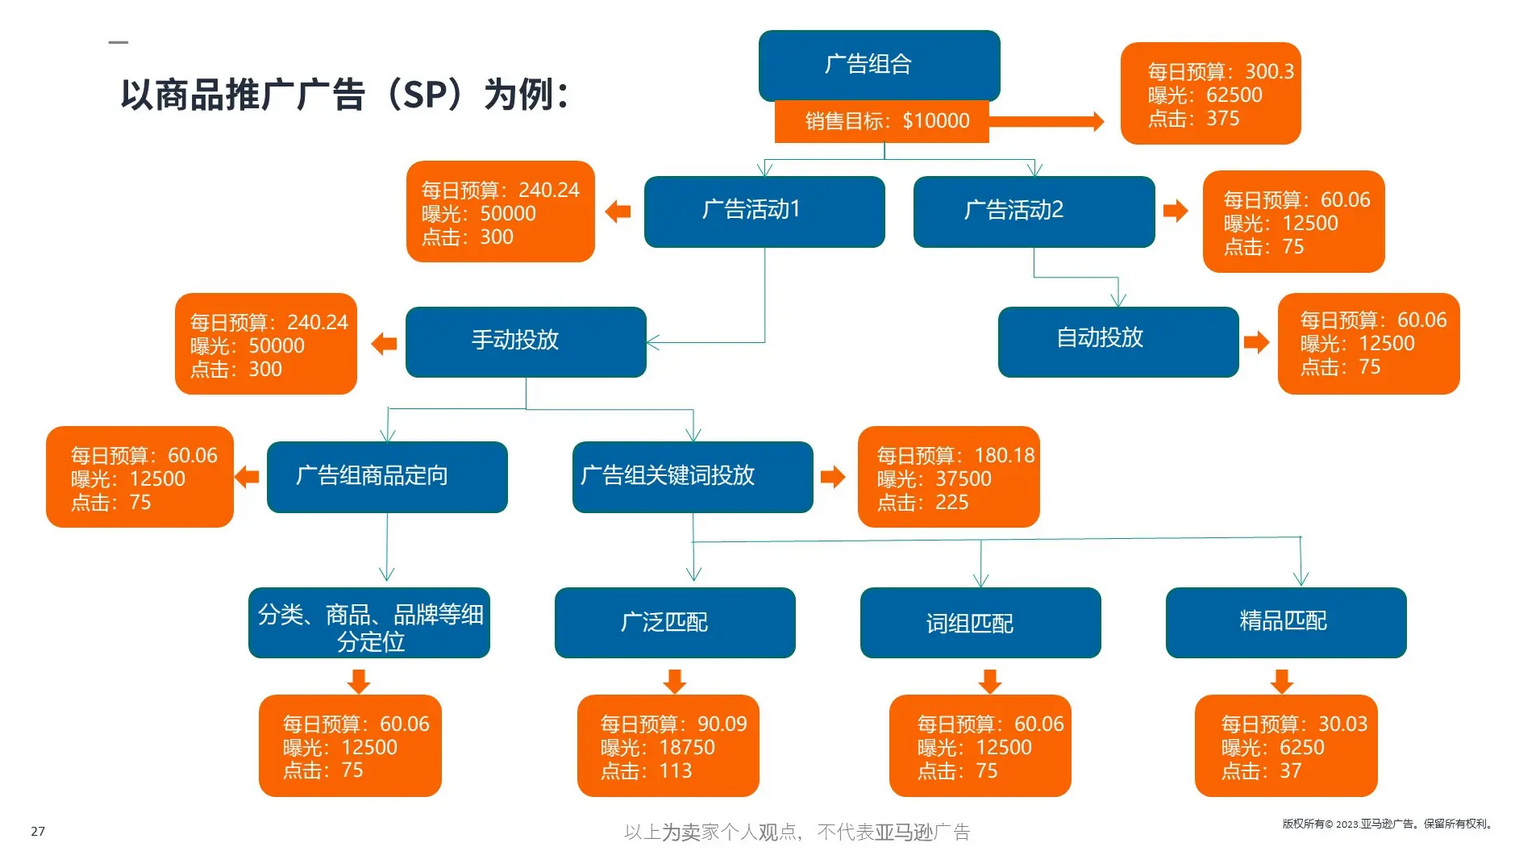 以商品推广广告（SP）为例：
广告组合
销售目标：$10000
每日预算：300.3
曝光：62500
点击：375
每日预算：240.24
曝光：50000
点击：300
广告活动1
广告活动2
每日预算：60.06
曝光：12500
点击：75
每日预算：240.24
曝光：50000
点击：300
手动投放
自动投放
每日预算：60.06
曝光：12500
点击：75
每日预算：60.06
曝光：12500
点击：75
广告组商品定向
广告组关键词投放
每日预算：180.18
曝光：37500
点击：225
分类、商品、品牌等细
分定位
广泛匹配
词组匹配
精品匹配
每日预算：60.06
曝光：12500
点击：75
每日预算：90.09
曝光：18750
点击：113
每日预算：60.06
曝光：12500
点击：75
每日预算：30.03
曝光：6250
点击：37
27
以上为卖家个人观点，不代表亚马逊广告
版权所有© 2023.亚马逊广告。保留所有权利。